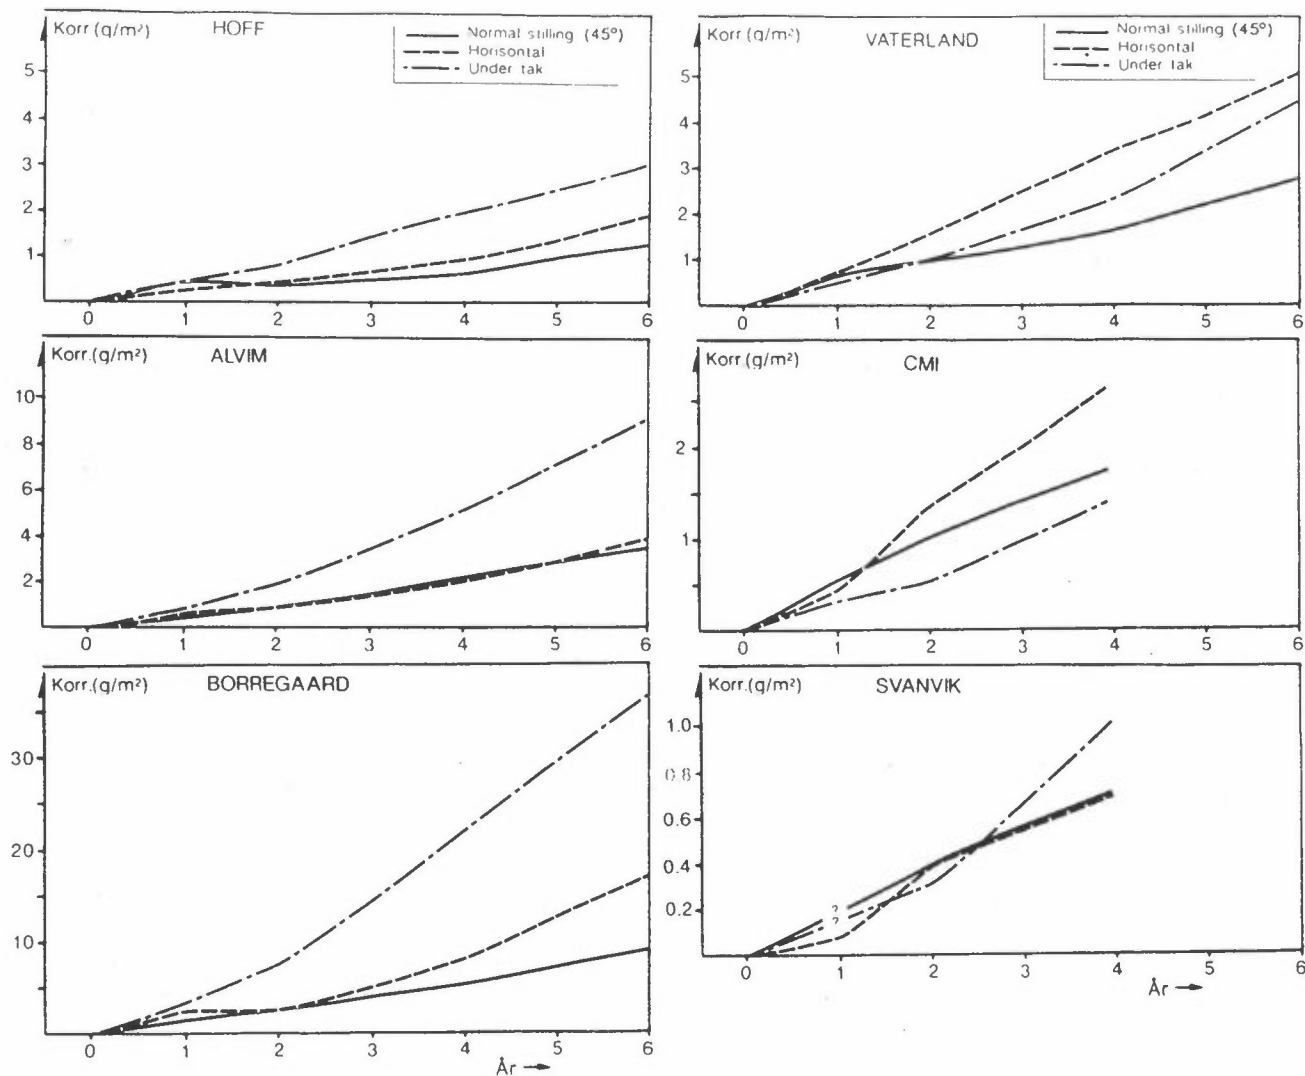 Korr (g/m²) HOFF
Normal stilling (45°)
Horisontal
Under tak
5
4
3
2
1
0 1 2 3 4 5 6
Korr.(g/m²) VATERLAND
Normal stilling (45°)
Horisontal
Under tak
5
4
3
2
1
0 1 2 3 4 5 6
Korr.(g/m²) ALVIM
10
8
6
4
2
0 1 2 3 4 5 6
Korr.(g/m²) CMI
2
1
0 1 2 3 4 5 6
Korr.(g/m²) BORREGAARD
30
20
10
0 1 2 3 4 5 6
År →
Korr.(g/m²) SVANVIK
1.0
0.8
0.6
0.4
0.2
?
?
0 1 2 3 4 5 6
År →